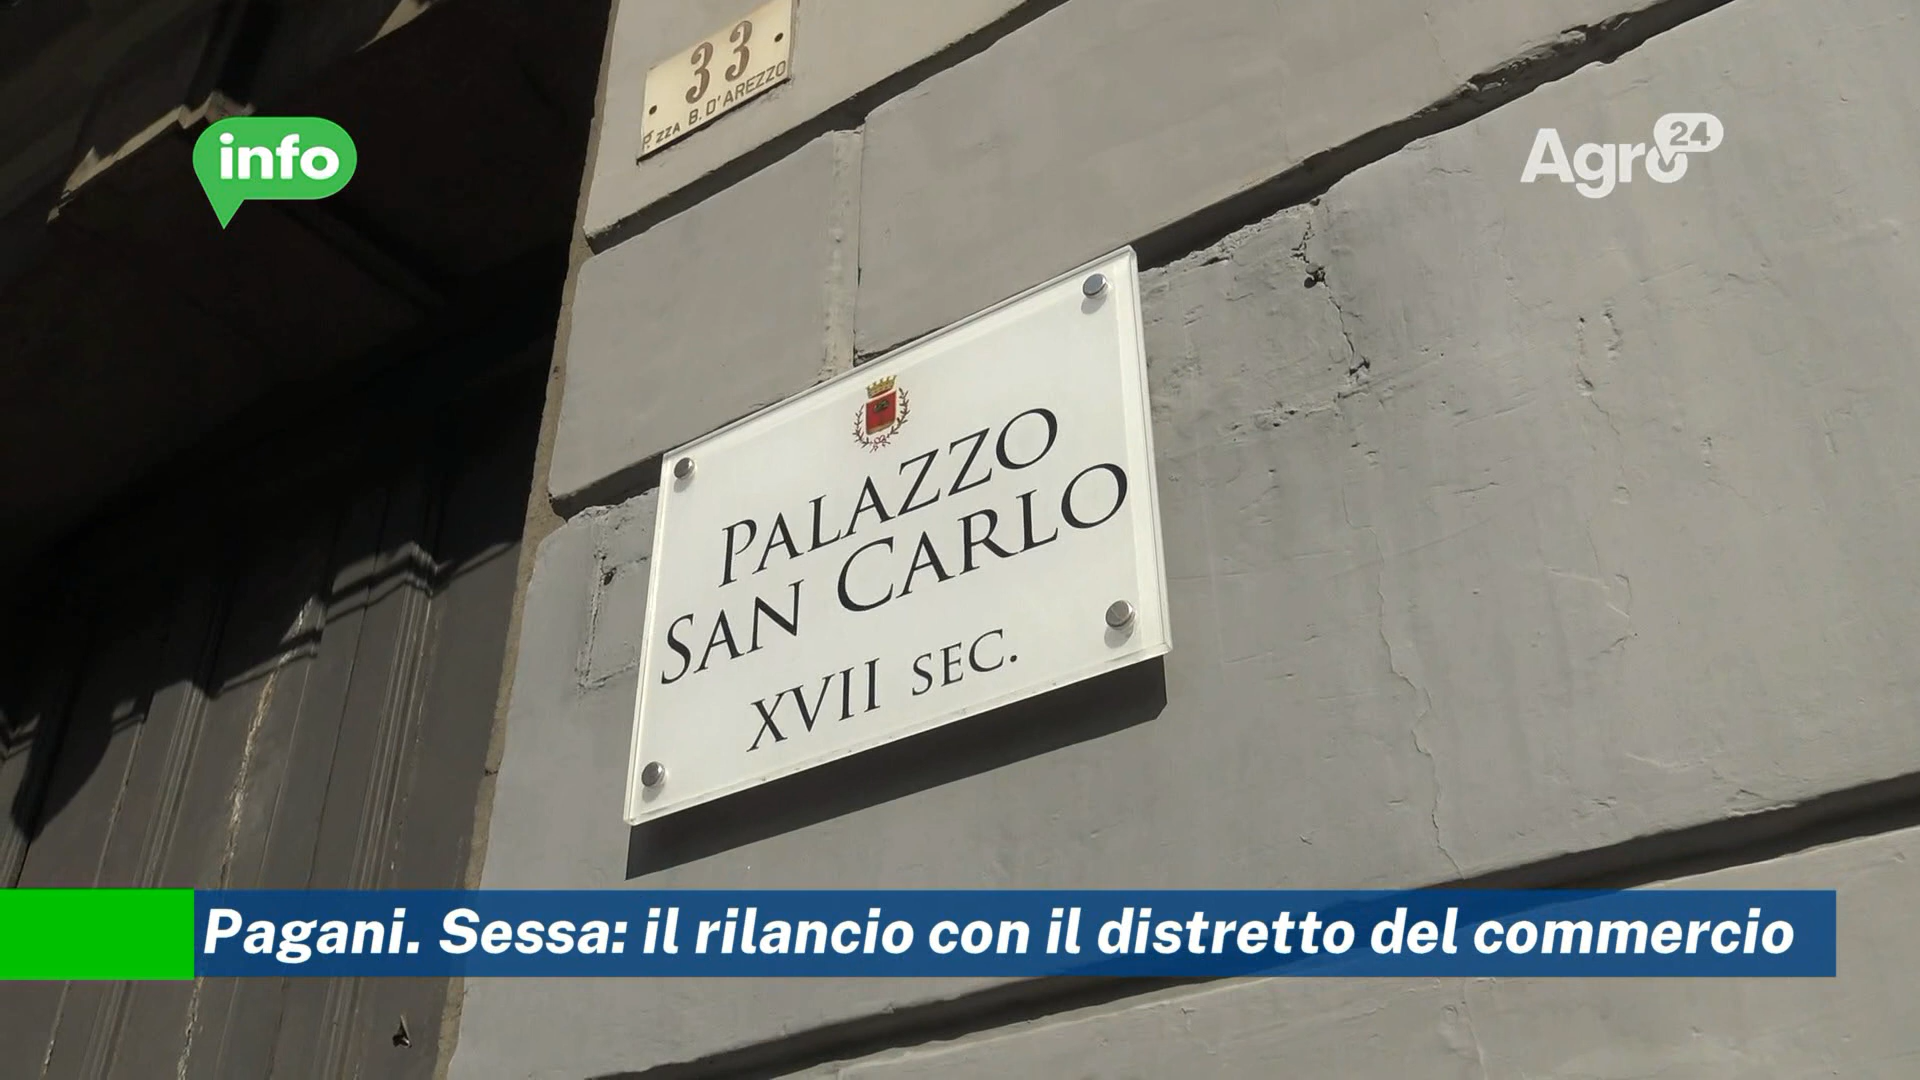 33
P.ZZA B. D'AREZZO
info
Agro24
PALAZZO
SAN CARLO
XVII SEC.
Pagani. Sessa: il rilancio con il distretto del commercio